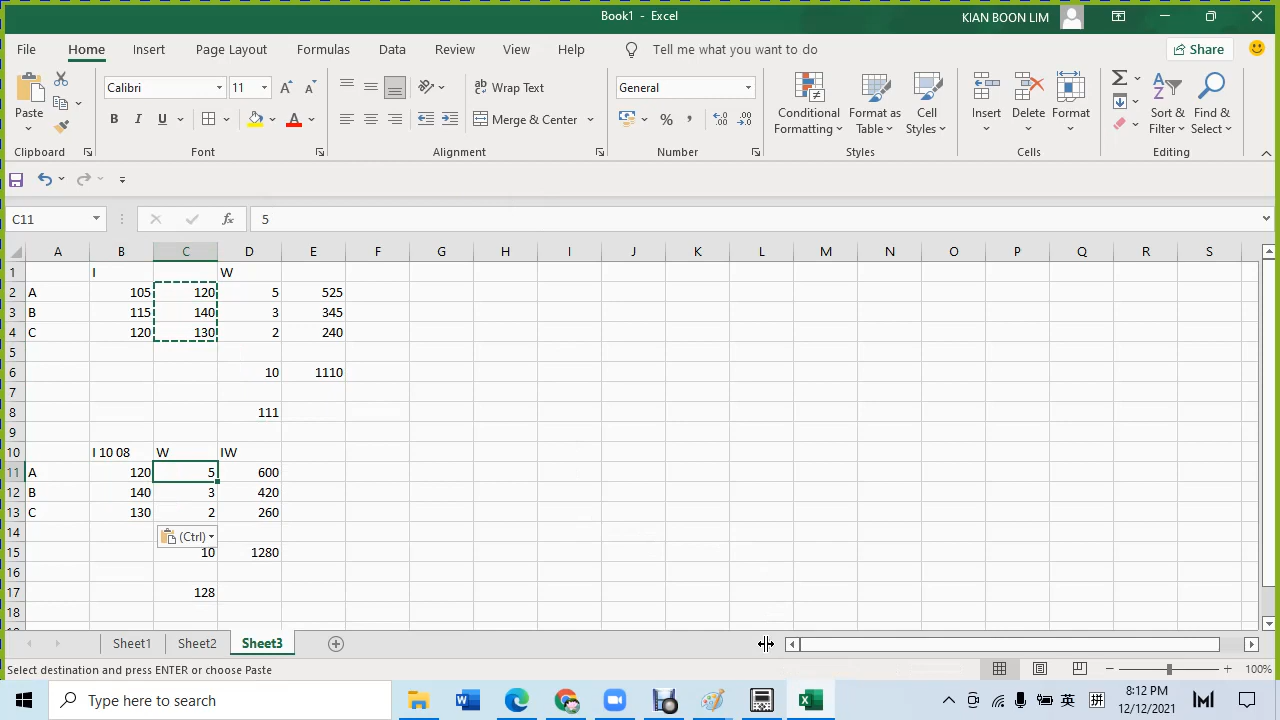 Book1 - Excel
KIAN BOON LIM
File Home Insert Page Layout Formulas Data Review View Help Tell me what you want to do Share
Calibri 11 Wrap Text General
Paste B I U Merge & Center % , Conditional Formatting Format as Table Cell Styles Insert Delete Format Sort & Filter Find & Select
Clipboard Font Alignment Number Styles Cells Editing
C11 fx 5
A B C D E F G H I J K L M N O P Q R S
1 I W
2 A 105 120 5 525
3 B 115 140 3 345
4 C 120 130 2 240
5
6 10 1110
7
8 111
9
10 I 10 08 W IW
11 A 120 5 600
12 B 140 3 420
13 C 130 2 260
14 (Ctrl)
15 10 1280
16
17 128
18
Sheet1 Sheet2 Sheet3
Select destination and press ENTER or choose Paste 100%
Type here to search 英 拼 8:12 PM
12/12/2021